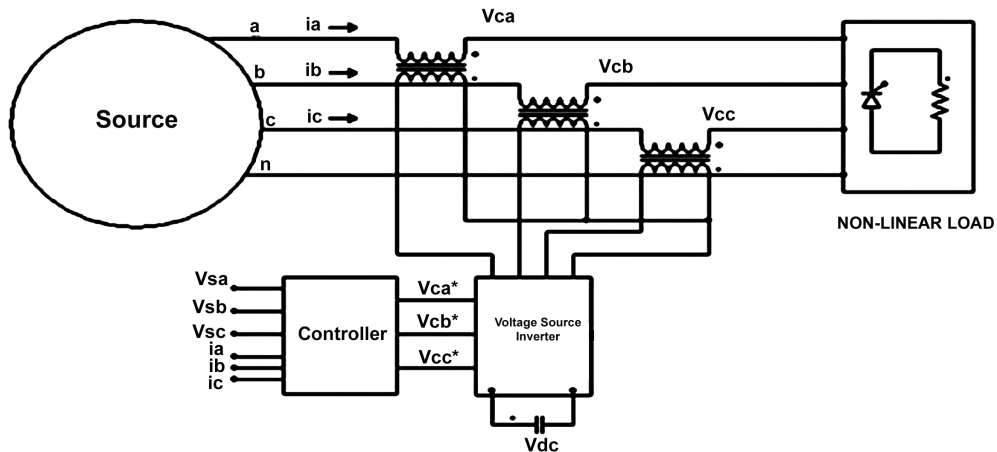 a ia Vca
b ib Vcb
Source
c ic Vcc
n
NON-LINEAR LOAD
Vsa
Vsb
Vsc
ia
ib
ic
Controller
Vca*
Vcb*
Vcc*
Voltage Source
Inverter
Vdc